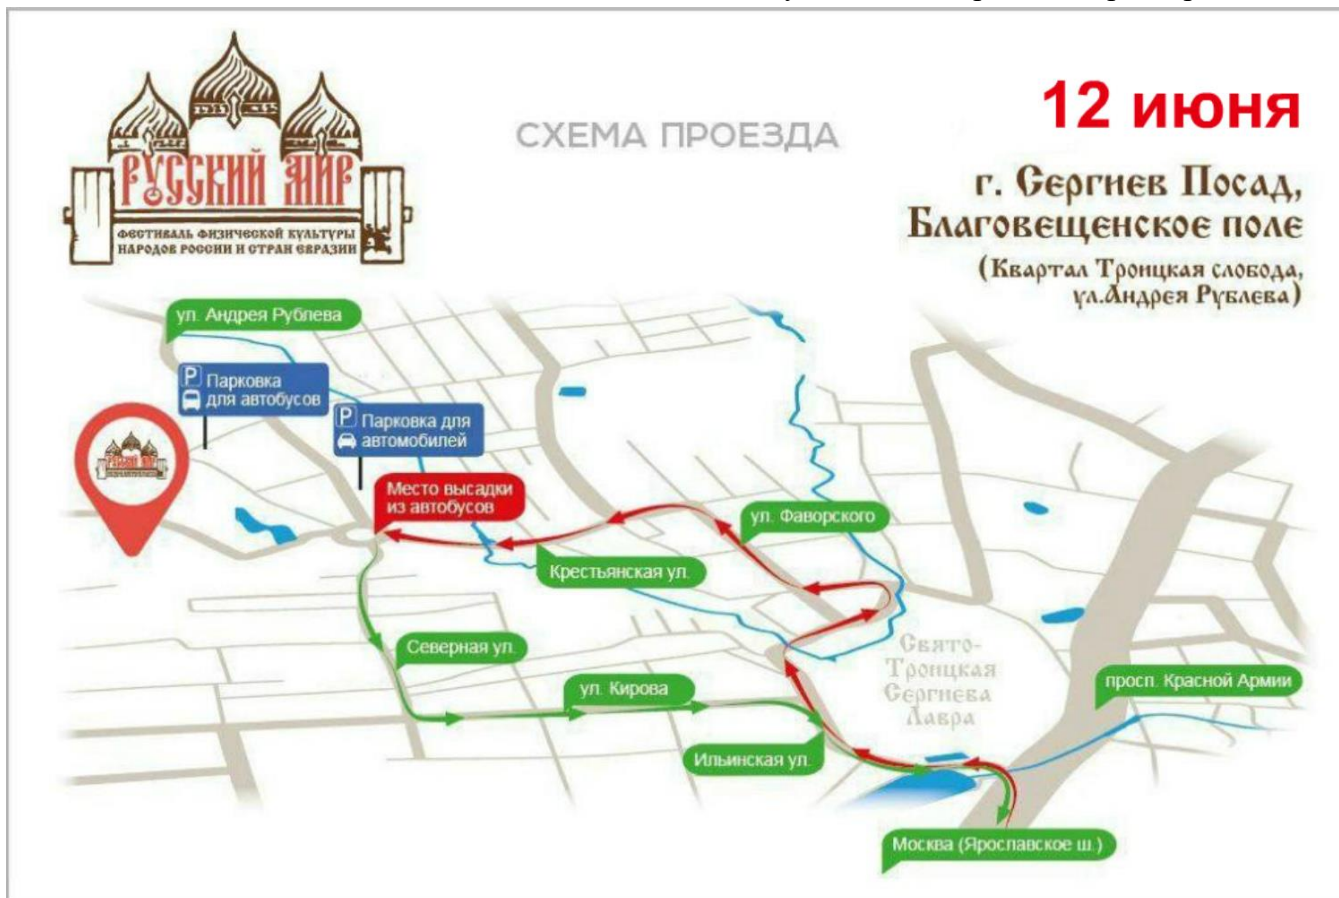 РУССКИЙ МИР
ФЕСТИВАЛЬ ФИЗИЧЕСКОЙ КУЛЬТУРЫ
НАРОДОВ РОССИИ И СТРАН ЕВРАЗИИ
СХЕМА ПРОЕЗДА
12 июня
г. Сергиев Посад,
Благовещенское поле
(Квартал Троицкая слобода,
ул.Андрея Рублева)
ул. Андрея Рублева
P Парковка
для автобусов
P Парковка для
автомобилей
РУССКИЙ МИР
Место высадки
из автобусов
ул. Фаворского
Крестьянская ул.
Северная ул.
Свято-
Троицкая
Сергиева
Лавра
ул. Кирова
просп. Красной Армии
Ильинская ул.
Москва (Ярославское ш.)